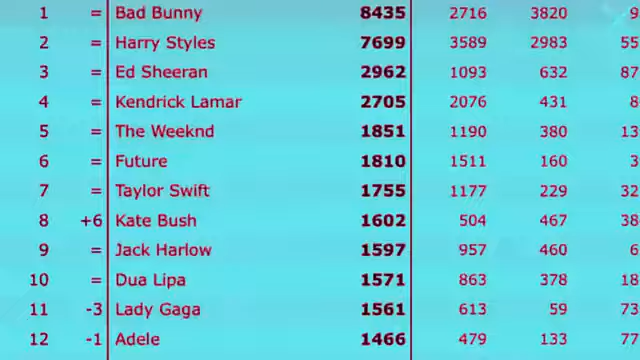 1 = Bad Bunny 8435 2716 3820 9
2 = Harry Styles 7699 3589 2983 55
3 = Ed Sheeran 2962 1093 632 87
4 = Kendrick Lamar 2705 2076 431 8
5 = The Weeknd 1851 1190 380 13
6 = Future 1810 1511 160 3
7 = Taylor Swift 1755 1177 229 32
8 +6 Kate Bush 1602 504 467 38
9 = Jack Harlow 1597 957 460 6
10 = Dua Lipa 1571 863 378 18
11 -3 Lady Gaga 1561 613 59 73
12 -1 Adele 1466 479 133 77